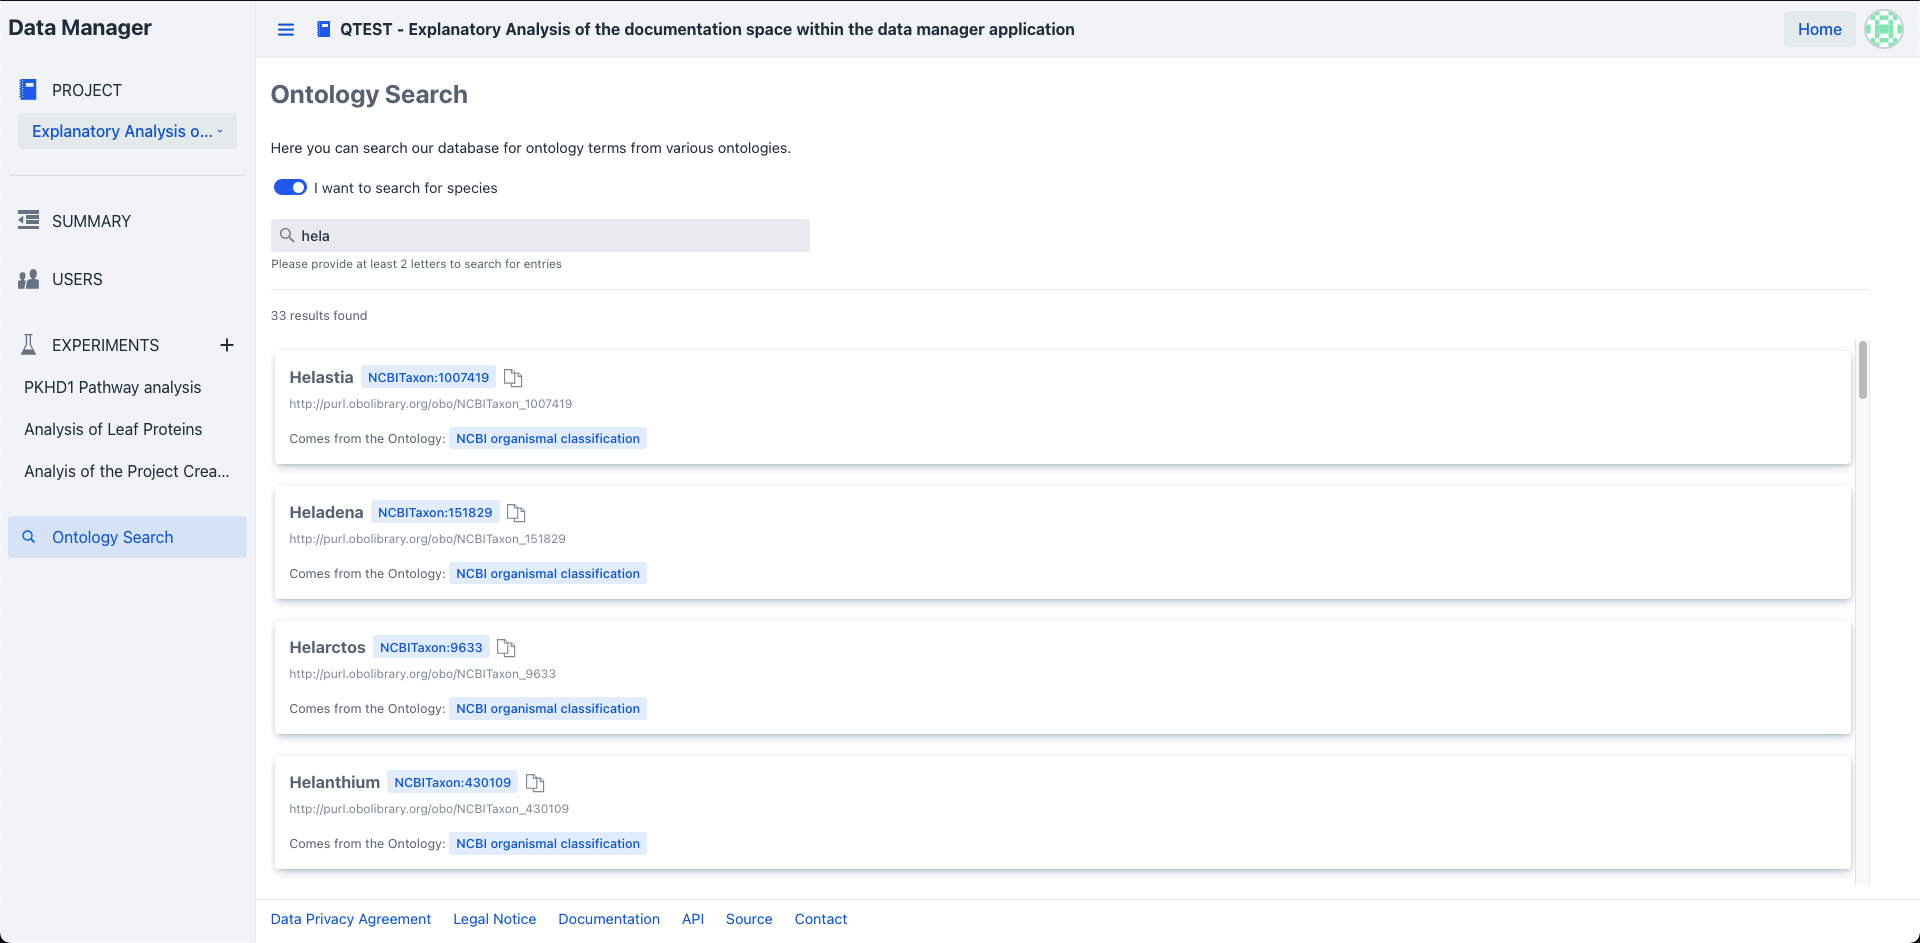 Data Manager
PROJECT
Explanatory Analysis o...
SUMMARY
USERS
EXPERIMENTS
PKHD1 Pathway analysis
Analysis of Leaf Proteins
Analyis of the Project Crea...
Ontology Search
QTEST - Explanatory Analysis of the documentation space within the data manager application
Home
Ontology Search
Here you can search our database for ontology terms from various ontologies.
I want to search for species
hela
Please provide at least 2 letters to search for entries
33 results found
Helastia NCBITaxon:1007419
http://purl.obolibrary.org/obo/NCBITaxon_1007419
Comes from the Ontology: NCBI organismal classification
Heladena NCBITaxon:151829
http://purl.obolibrary.org/obo/NCBITaxon_151829
Comes from the Ontology: NCBI organismal classification
Helarctos NCBITaxon:9633
http://purl.obolibrary.org/obo/NCBITaxon_9633
Comes from the Ontology: NCBI organismal classification
Helanthium NCBITaxon:430109
http://purl.obolibrary.org/obo/NCBITaxon_430109
Comes from the Ontology: NCBI organismal classification
Data Privacy Agreement Legal Notice Documentation API Source Contact